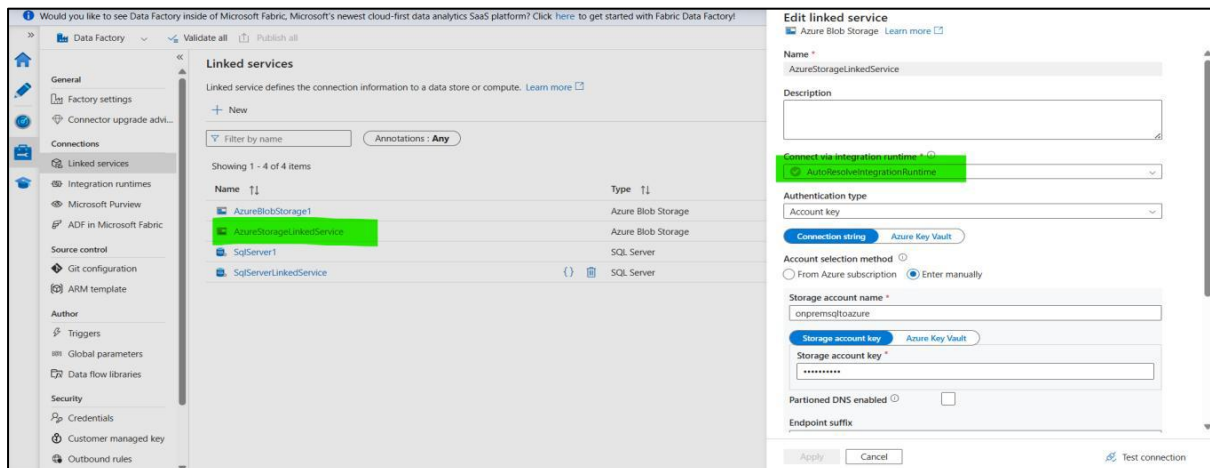 Would you like to see Data Factory inside of Microsoft Fabric, Microsoft's newest cloud-first data analytics SaaS platform? Click here to get started with Fabric Data Factory!
»
Data Factory
Validate all
Publish all
«
General
Factory settings
Connector upgrade advi...
Connections
Linked services
Integration runtimes
Microsoft Purview
ADF in Microsoft Fabric
Source control
Git configuration
ARM template
Author
Triggers
Global parameters
Data flow libraries
Security
Credentials
Customer managed key
Outbound rules
Linked services
Linked service defines the connection information to a data store or compute. Learn more
+ New
Filter by name
Annotations : Any
Showing 1 - 4 of 4 items
Name Type
AzureBlobStorage1 Azure Blob Storage
AzureStorageLinkedService Azure Blob Storage
SqlServer1 SQL Server
SqlServerLinkedService {} SQL Server
Edit linked service
Azure Blob Storage Learn more
Name *
AzureStorageLinkedService
Description
Connect via integration runtime *
AutoResolveIntegrationRuntime
Authentication type
Account key
Connection string Azure Key Vault
Account selection method
From Azure subscription Enter manually
Storage account name *
onpremsqltoazure
Storage account key Azure Key Vault
Storage account key *
••••••••••
Partioned DNS enabled
Endpoint suffix
Apply Cancel Test connection